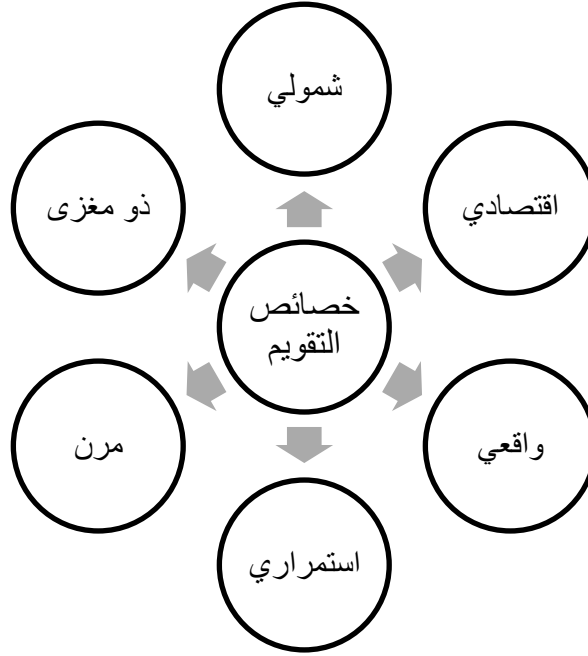 شمولي
اقتصادي
ذو مغزى
خصائص
التقويم
واقعي
مرن
استمراري